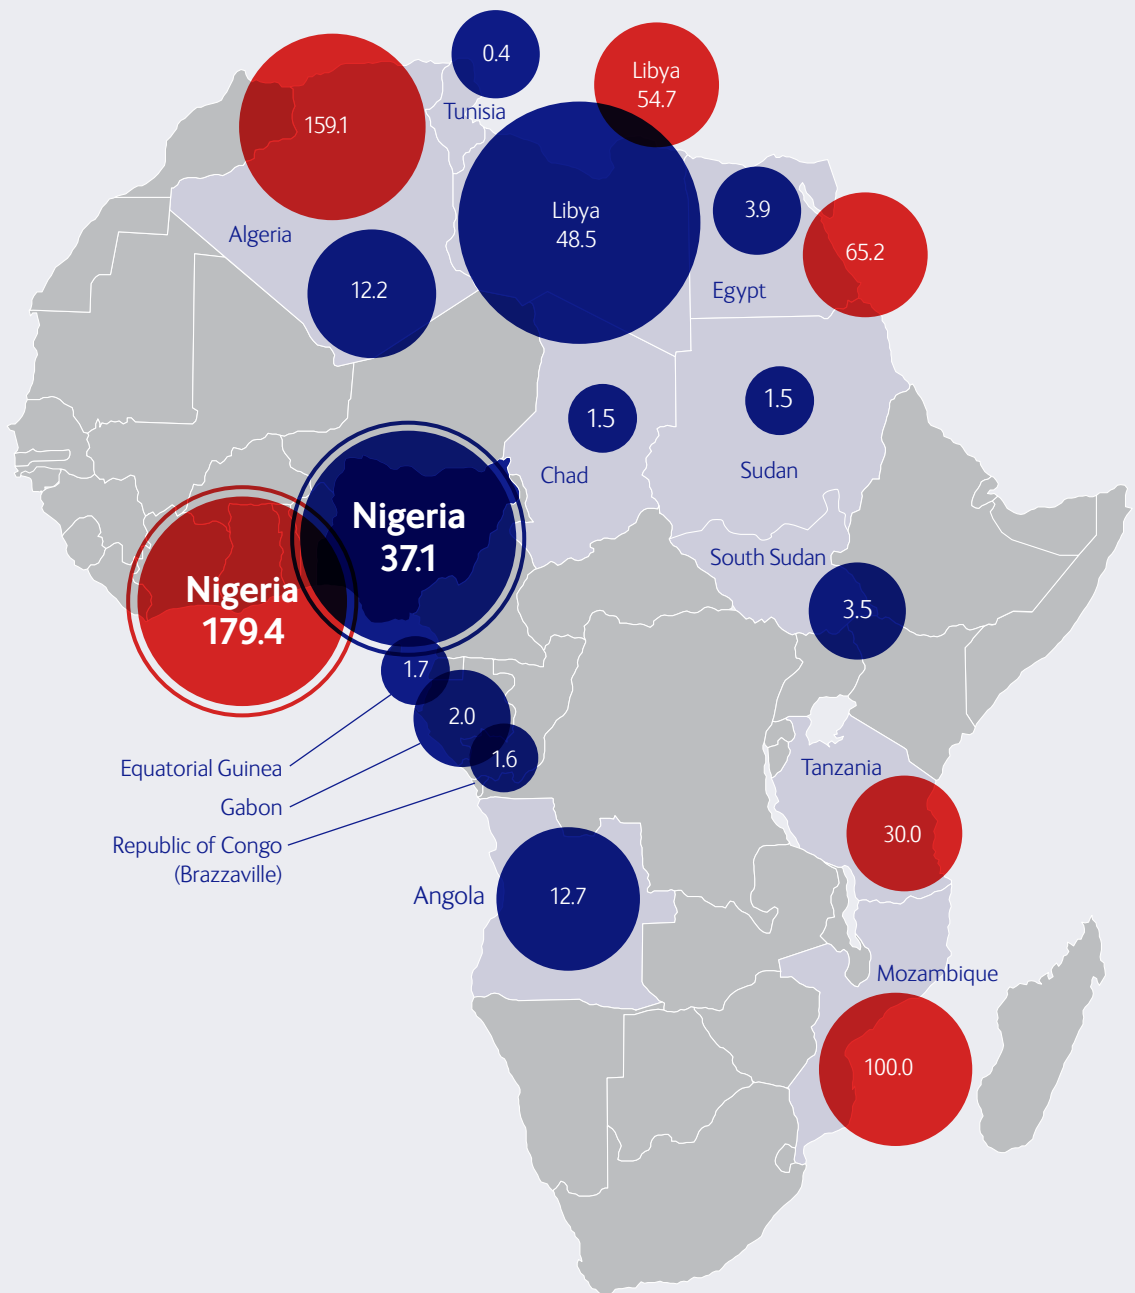 0.4
Tunisia
Libya
54.7
159.1
Algeria
12.2
Libya
48.5
3.9
Egypt
65.2
1.5
Chad
1.5
Sudan
Nigeria
37.1
Nigeria
179.4
South Sudan
3.5
1.7
2.0
1.6
Equatorial Guinea
Gabon
Republic of Congo
(Brazzaville)
Tanzania
30.0
Angola
12.7
Mozambique
100.0